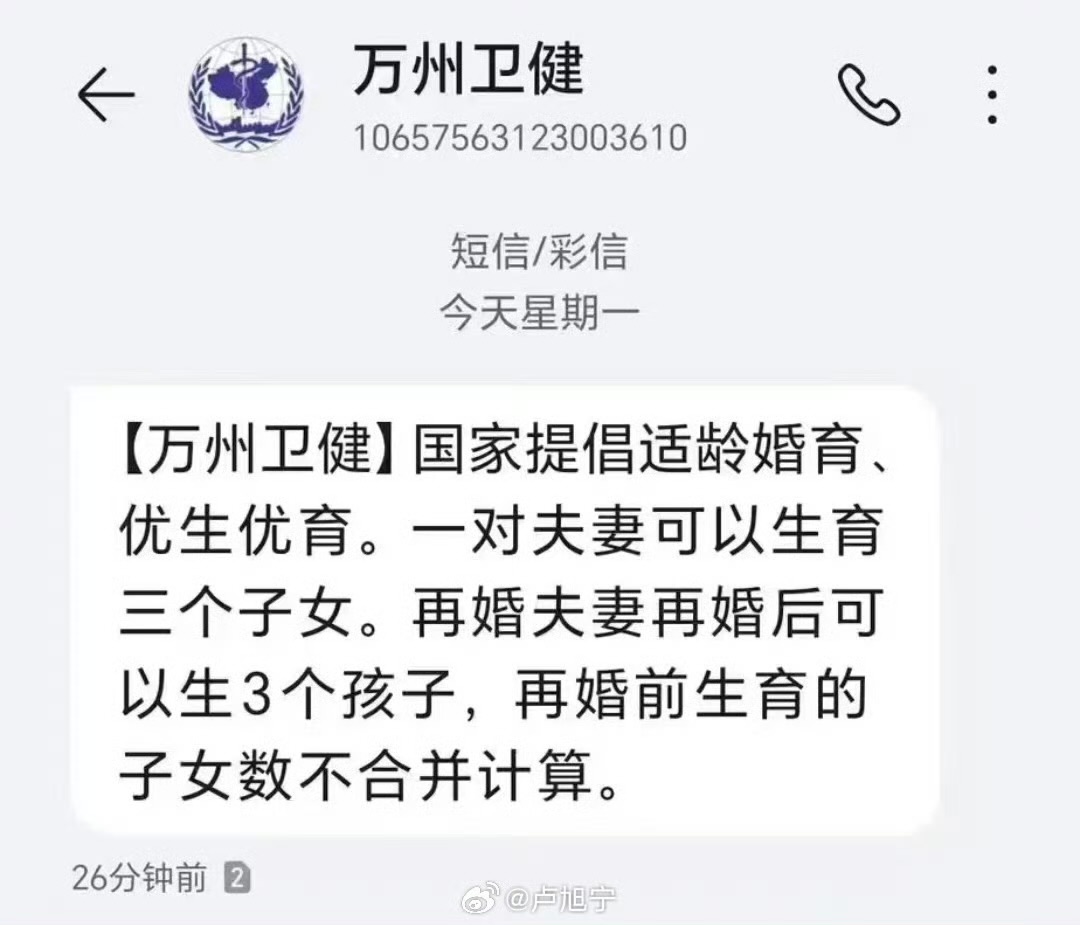 万州卫健
10657563123003610
短信/彩信
今天星期一
【万州卫健】国家提倡适龄婚育、
优生优育。一对夫妻可以生育
三个子女。再婚夫妻再婚后可
以生3个孩子，再婚前生育的
子女数不合并计算。
26分钟前 2
@卢旭宁